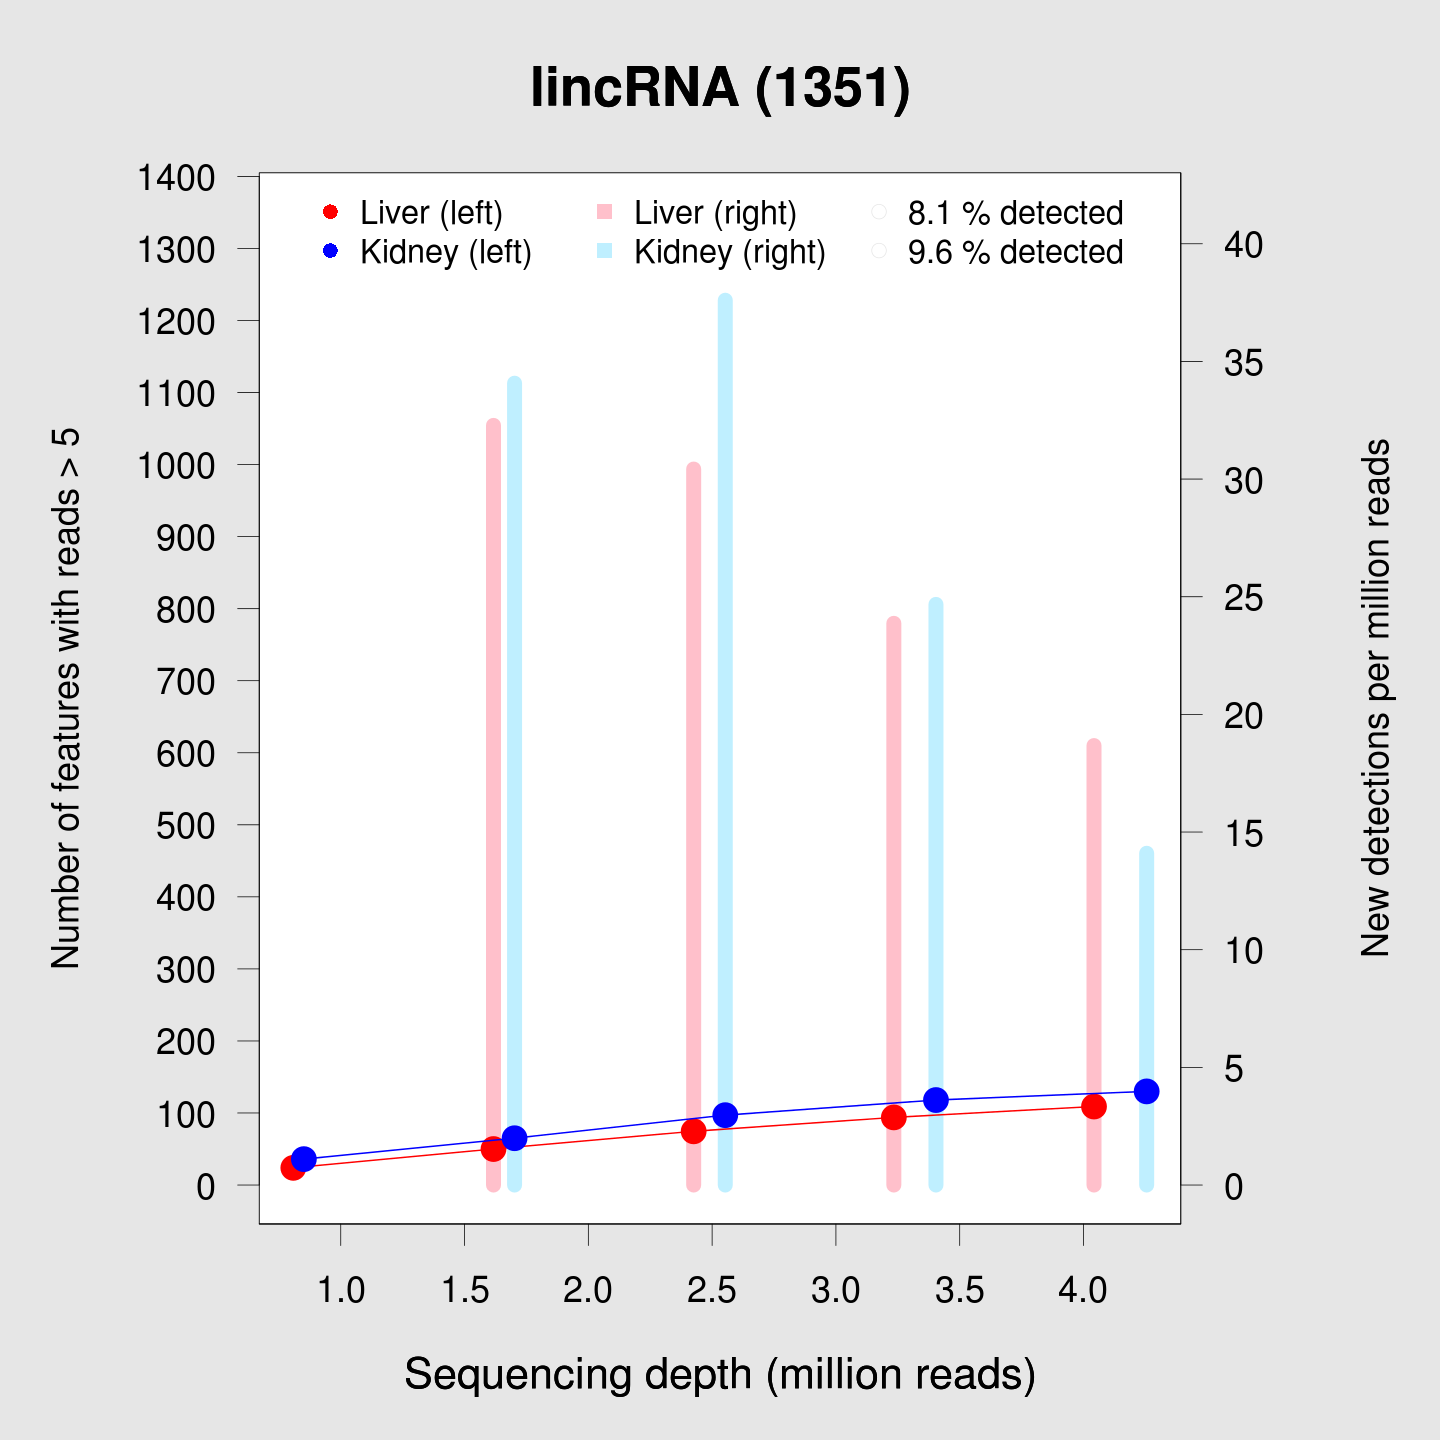 lincRNA (1351)
Liver (left)
Kidney (left)
Liver (right)
Kidney (right)
8.1 % detected
9.6 % detected
Number of features with reads > 5
1400
1300
1200
1100
1000
900
800
700
600
500
400
300
200
100
0
40
35
30
25
20
15
10
5
0
New detections per million reads
1.0 1.5 2.0 2.5 3.0 3.5 4.0
Sequencing depth (million reads)